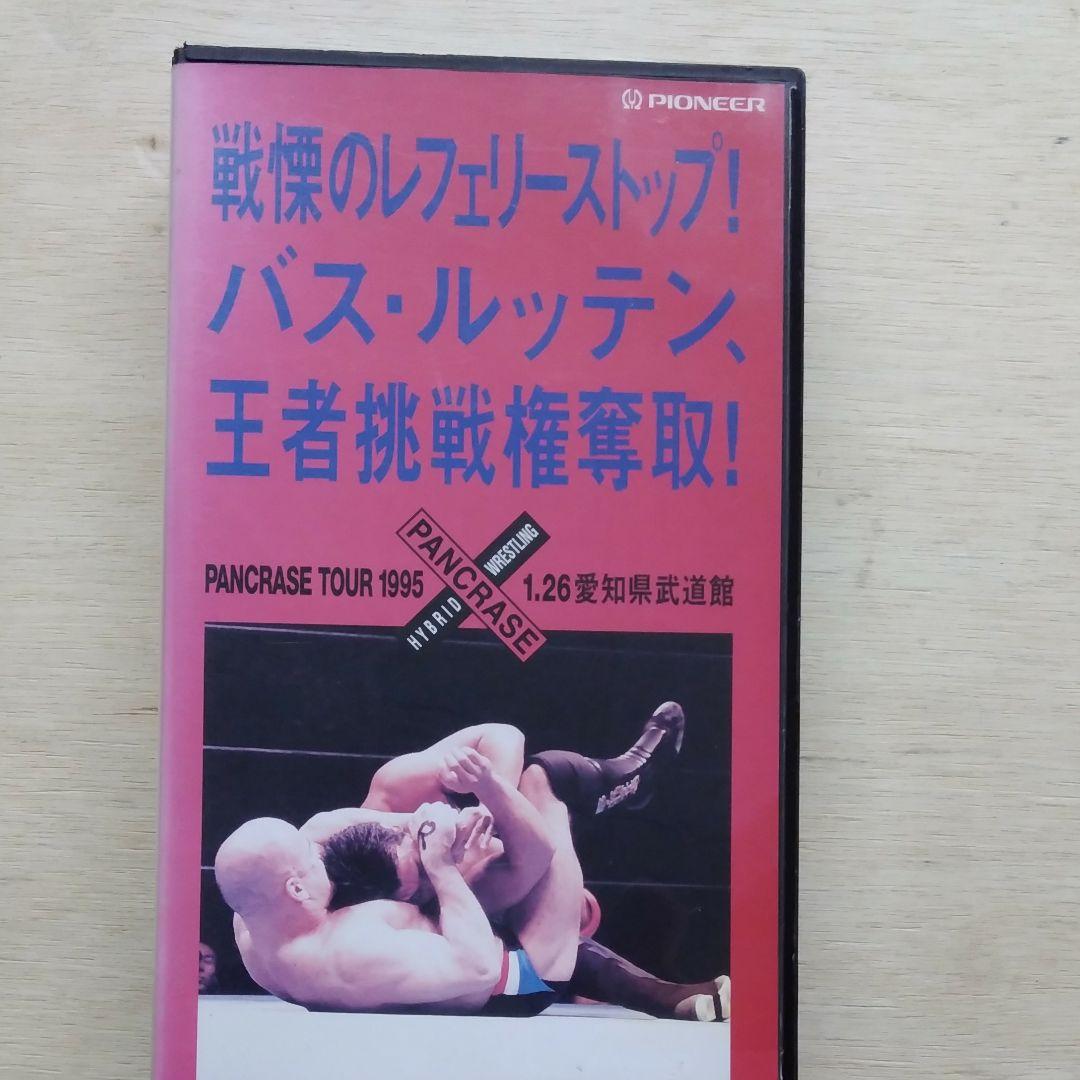 PIONEER
戦慄のレフェリーストップ!
バス・ルッテン、
王者挑戦権奪取!
PANCRASE TOUR 1995
HYBRID WRESTLING
PANCRASE
1.26 愛知県武道館